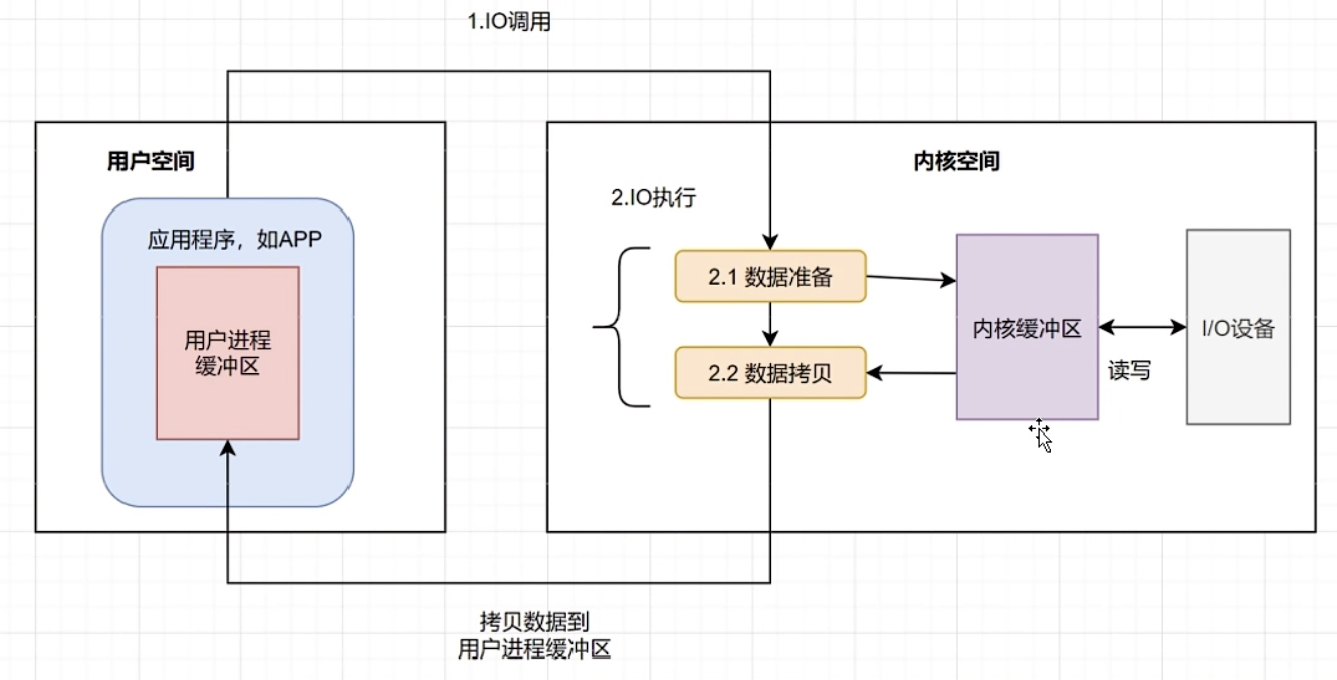 1.IO调用
用户空间
内核空间
2.IO执行
应用程序，如APP
用户进程
缓冲区
2.1 数据准备
2.2 数据拷贝
内核缓冲区
读写
I/O设备
拷贝数据到
用户进程缓冲区